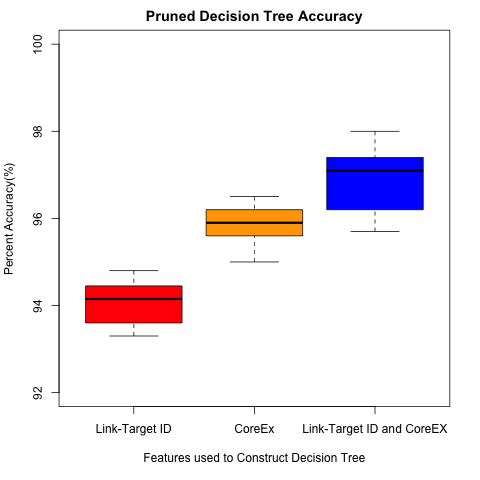 Pruned Decision Tree Accuracy
Percent Accuracy(%)
100
98
96
94
92
Link-Target ID
CoreEx
Link-Target ID and CoreEX
Features used to Construct Decision Tree